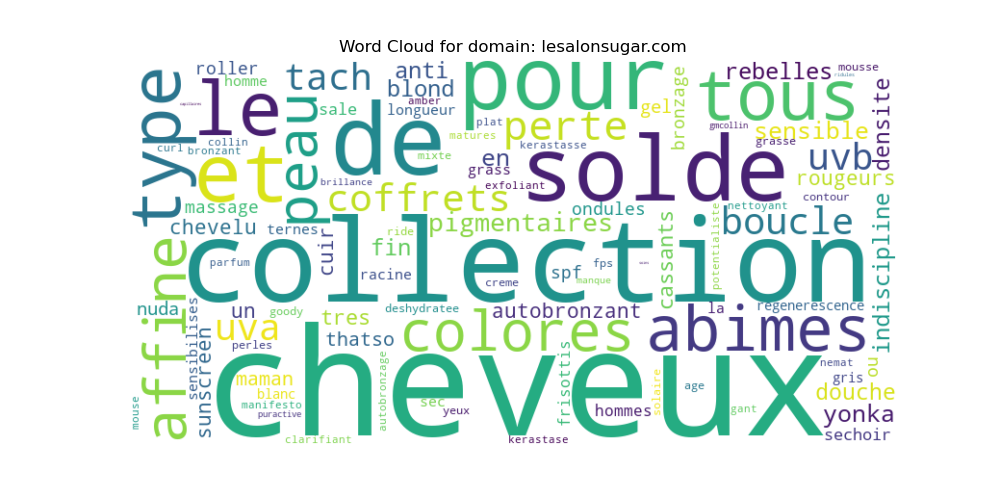 Word Cloud for domain: lesalonsugar.com
roller
homme
le
tach
sale
anti
blond
amber
longueur
pour
gel
bronzage
rebelles
mousse
tous
type
collin
curl
bronzant
et
peau
de
plat
matures
kerastasse
perte
gmcollin
grasse
sensible
densite
mixte
en
grass
exfoliant
solde
uvb
rougeurs
brillance
coffrets
massage
contour
ondules
nettoyant
chevelu
ternes
cuir
ride
pigmentaires
fin
cassants
potentialiste
boucle
indiscipline
affine
parfum
collection
racine
creme
spf
fps
manque
nuda
sensibilises
un
goody
deshydratee
autobronzant
la
regenerescence
sunscreen
uva
tres
thatso
colores
abimes
perles
maman
blanc
manifesto
puractive
cheveux
autobronzage
sec
yeux
frisottis
hommes
solaire
age
gant
nemat
gris
ou
douche
yonka
sechoir
mouse
clarifiant
kerastase